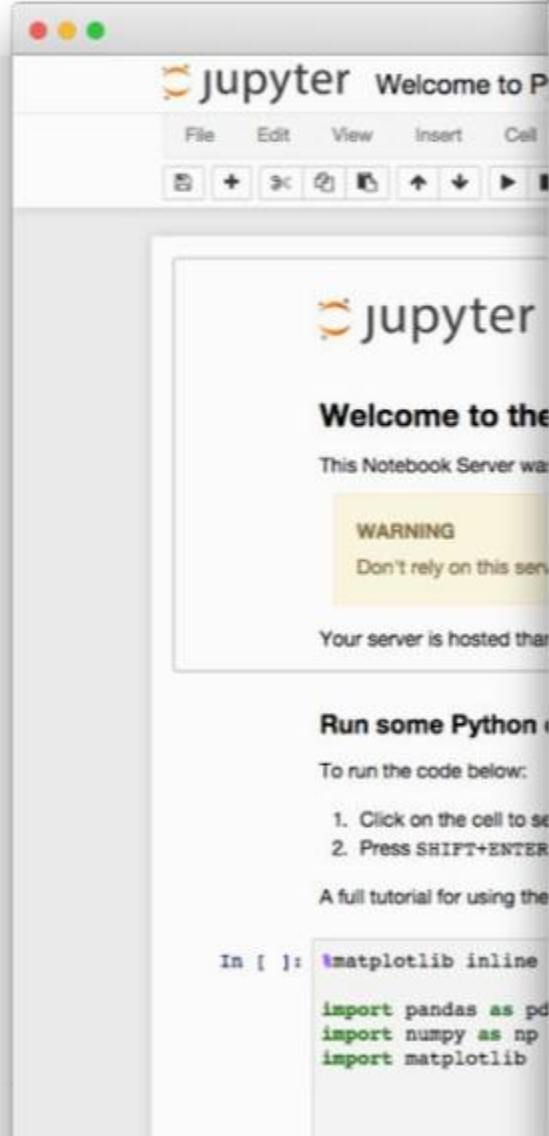 jupyter Welcome to P
File Edit View Insert Cell
jupyter
Welcome to the
This Notebook Server was
WARNING
Don't rely on this serv
Your server is hosted than
Run some Python
To run the code below:
1. Click on the cell to se
2. Press SHIFT+ENTER
A full tutorial for using the
In [ ]: %matplotlib inline
import pandas as pd
import numpy as np
import matplotlib